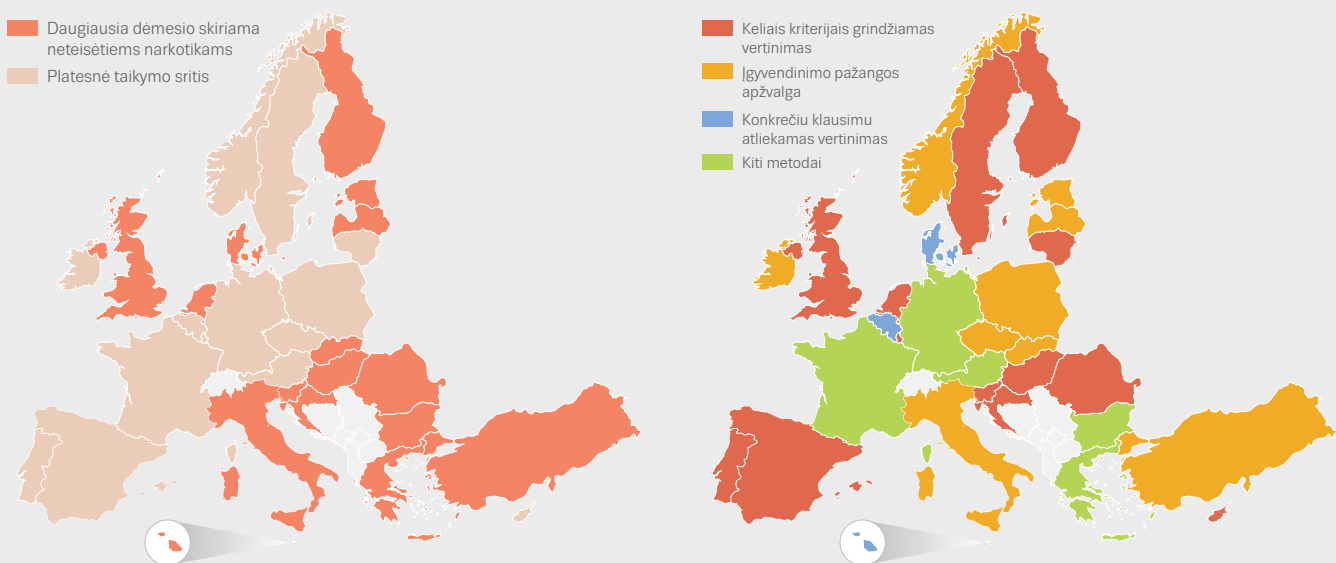 Daugiausia dėmesio skiriama
neteisėtiems narkotikams
Platesnė taikymo sritis
Keliais kriterijais grindžiamas
vertinimas
Įgyvendinimo pažangos
apžvalga
Konkrečiu klausimu
atliekamas vertinimas
Kiti metodai